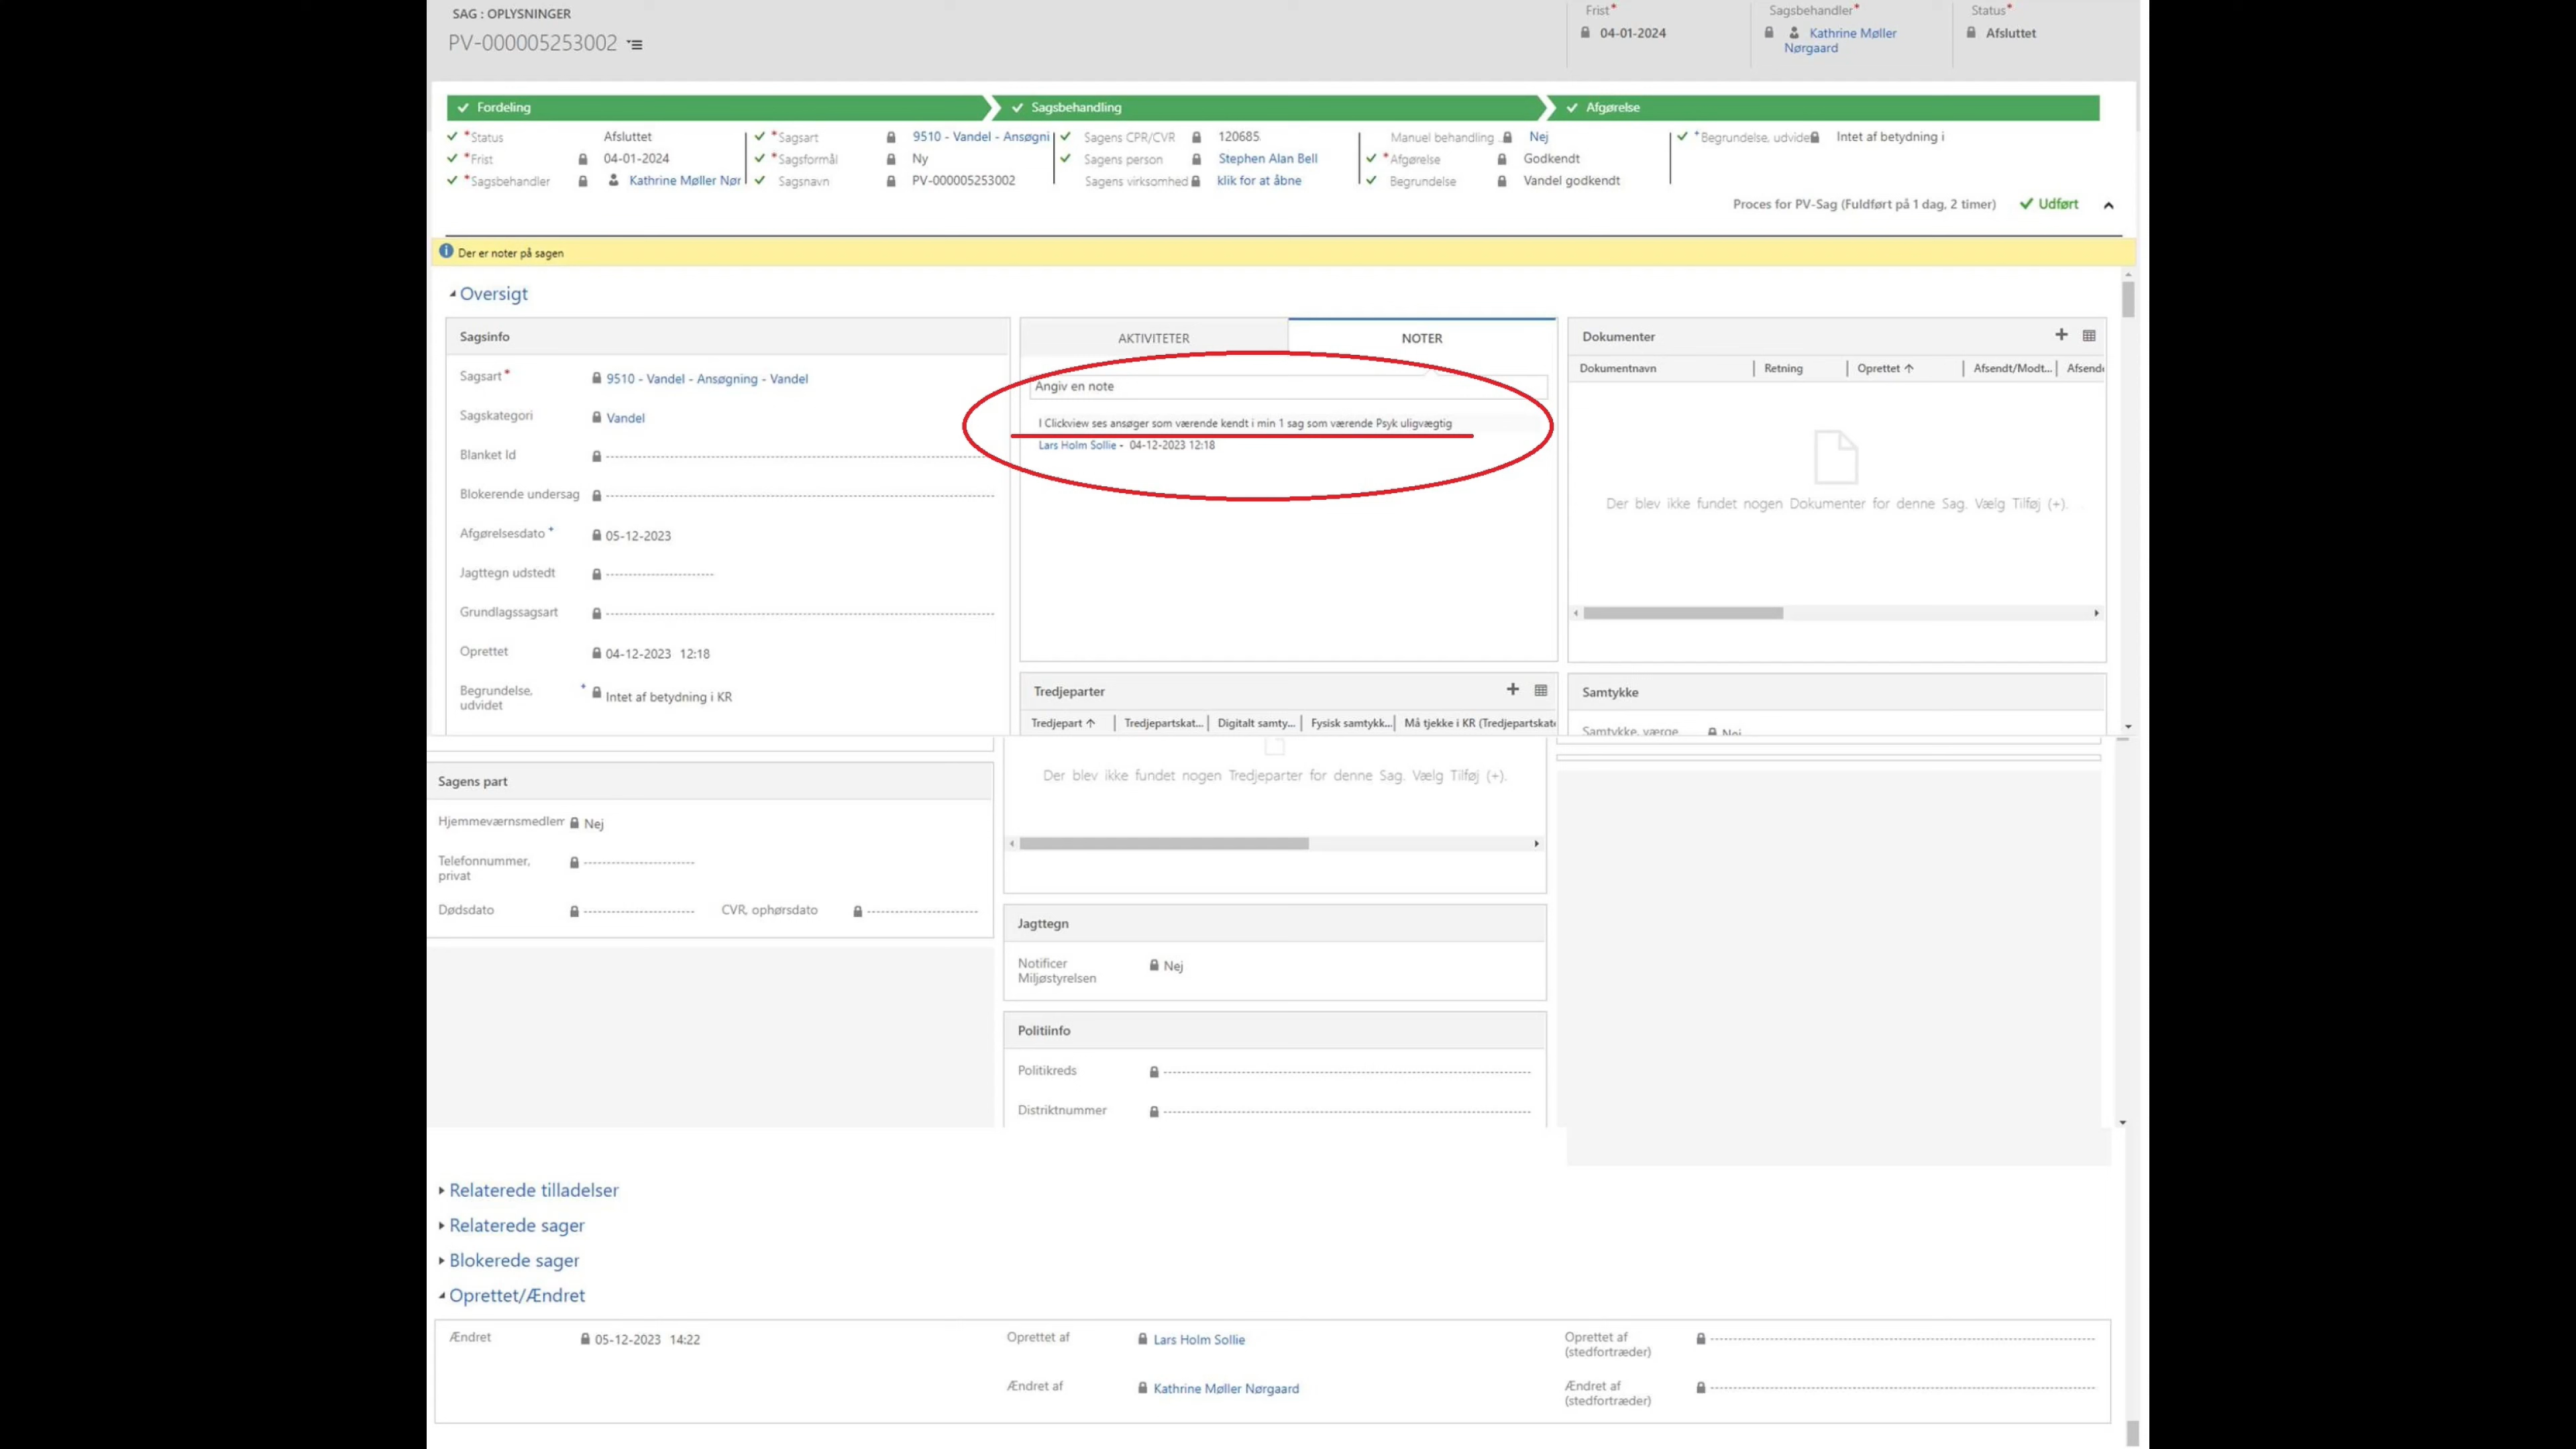 SAG : OPLYSNINGER
PV-000005253002
Frist*
04-01-2024
Sagsbehandler*
Kathrine Møller
Nørgaard
Status*
Afsluttet
Fordeling
Sagsbehandling
Afgørelse
*Status Afsluttet
*Frist 04-01-2024
*Sagsbehandler Kathrine Møller Nør
*Sagsart 9510 - Vandel - Ansøgni
*Sagsformål Ny
Sagsnavn PV-000005253002
Sagens CPR/CVR 120685
Sagens person Stephen Alan Bell
Sagens virksomhed klik for at åbne
Manuel behandling Nej
*Afgørelse Godkendt
Begrundelse Vandel godkendt
*Begrundelse, udvide Intet af betydning i
Proces for PV-Sag (Fuldført på 1 dag, 2 timer) Udført
Der er noter på sagen
Oversigt
Sagsinfo
Sagsart* 9510 - Vandel - Ansøgning - Vandel
Sagskategori Vandel
Blanket Id
Blokerende undersag
Afgørelsesdato* 05-12-2023
Jagttegn udstedt
Grundlagssagsart
Oprettet 04-12-2023 12:18
Begrundelse,
udvidet * Intet af betydning i KR
AKTIVITETER NOTER
Angiv en note
I Clickview ses ansøger som værende kendt i min 1 sag som værende Psyk uligvægtig
Lars Holm Sollie - 04-12-2023 12:18
Dokumenter
Dokumentnavn Retning Oprettet ↑ Afsendt/Modt... Afsend
Der blev ikke fundet nogen Dokumenter for denne Sag. Vælg Tilføj (+).
Tredjeparter
Tredjepart ↑ Tredjepartskat... Digitalt samty... Fysisk samtykk... Må tjekke i KR (Tredjepartskat
Samtykke
Samtykke, værge Nej
Der blev ikke fundet nogen Tredjeparter for denne Sag. Vælg Tilføj (+).
Sagens part
Hjemmeværnsmedlem Nej
Telefonnummer,
privat
Dødsdato CVR, ophørsdato
Jagttegn
Notificer
Miljøstyrelsen Nej
Politiinfo
Politikreds
Distriktnummer
Relaterede tilladelser
Relaterede sager
Blokerede sager
Oprettet/Ændret
Ændret 05-12-2023 14:22
Oprettet af Lars Holm Sollie
Oprettet af
(stedfortræder)
Ændret af Kathrine Møller Nørgaard
Ændret af
(stedfortræder)